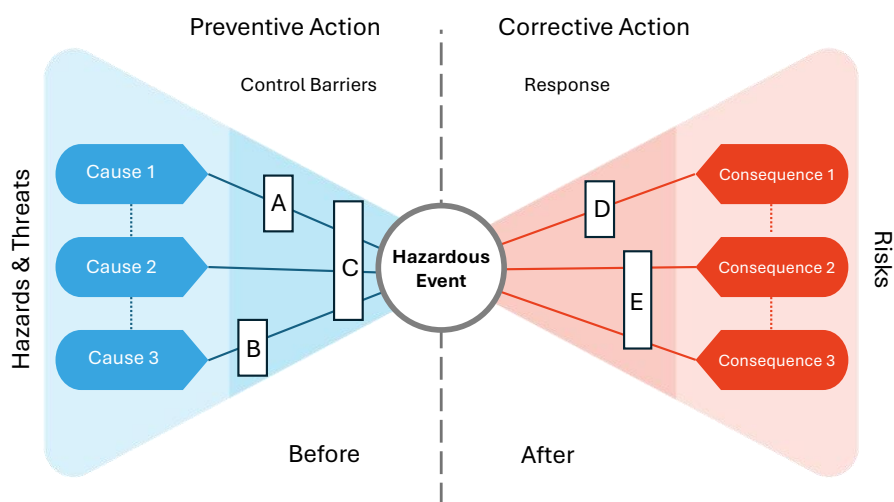 Preventive Action
Corrective Action
Control Barriers
Response
Hazards & Threats
Cause 1
Cause 2
Cause 3
A
B
C
Hazardous
Event
D
E
Consequence 1
Consequence 2
Consequence 3
Risks
Before
After